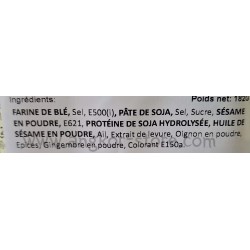 Ingrédients: Poids net: 182g
FARINE DE BLÉ, Sel, E500(i), PÂTE DE SOJA, Sel, Sucre, SÉSAME
EN POUDRE, E621, PROTÉINE DE SOJA HYDROLYSÉE, HUILE DE
SÉSAME EN POUDRE, Ail, Extrait de levure, Oignon en poudre,
Epices, Gingembre en poudre, Colorant E150a